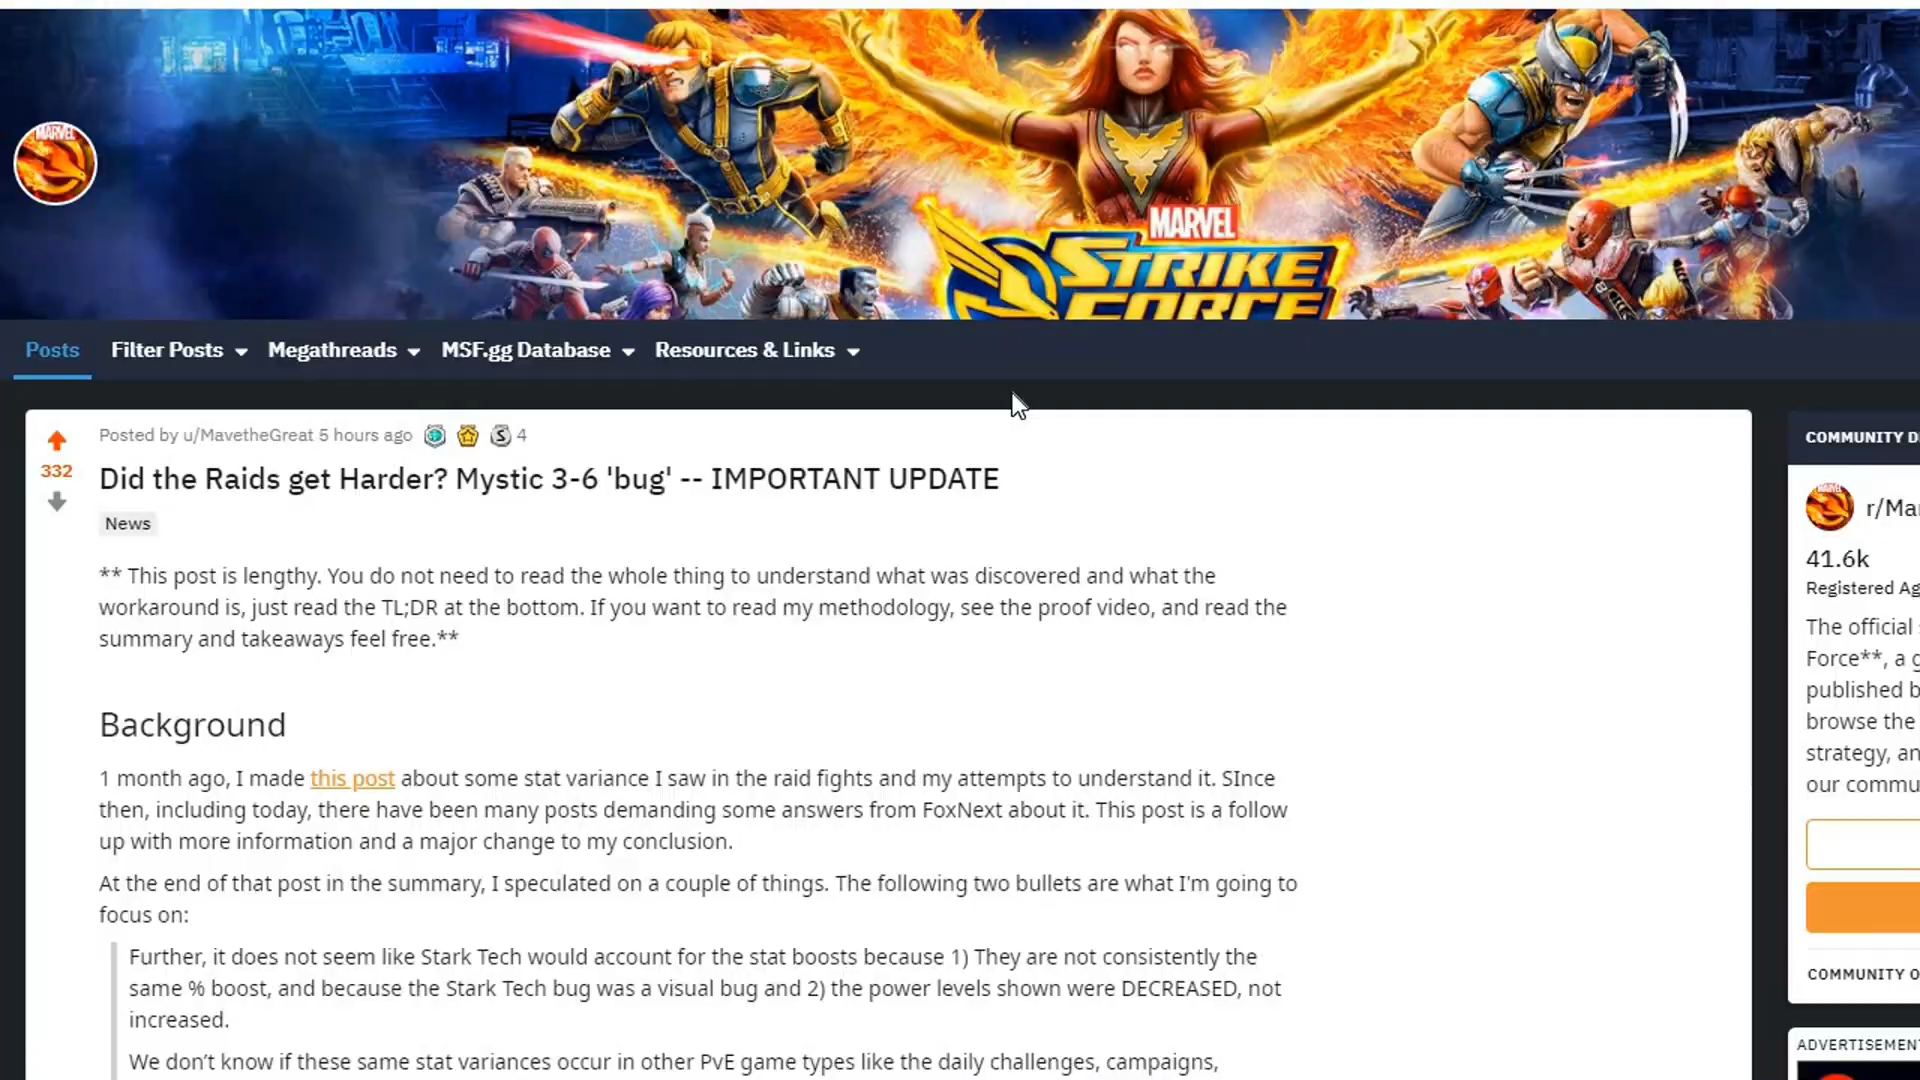 MARVEL
MARVEL
STRIKE
FORCE
Posts
Filter Posts
Megathreads
MSF.gg Database
Resources & Links
Posted by u/MavetheGreat 5 hours ago
S 4
332
Did the Raids get Harder? Mystic 3-6 'bug' -- IMPORTANT UPDATE
News
** This post is lengthy. You do not need to read the whole thing to understand what was discovered and what the
workaround is, just read the TL;DR at the bottom. If you want to read my methodology, see the proof video, and read the
summary and takeaways feel free.**
Background
1 month ago, I made this post about some stat variance I saw in the raid fights and my attempts to understand it. SInce
then, including today, there have been many posts demanding some answers from FoxNext about it. This post is a follow
up with more information and a major change to my conclusion.
At the end of that post in the summary, I speculated on a couple of things. The following two bullets are what I'm going to
focus on:
Further, it does not seem like Stark Tech would account for the stat boosts because 1) They are not consistently the
same % boost, and because the Stark Tech bug was a visual bug and 2) the power levels shown were DECREASED, not
increased.
We don't know if these same stat variances occur in other PvE game types like the daily challenges, campaigns,
COMMUNITY D
MARVEL
r/Mar
41.6k
Registered Ag
The official
Force**, a g
published b
browse the
strategy, an
our commu
COMMUNITY O
ADVERTISEMENT